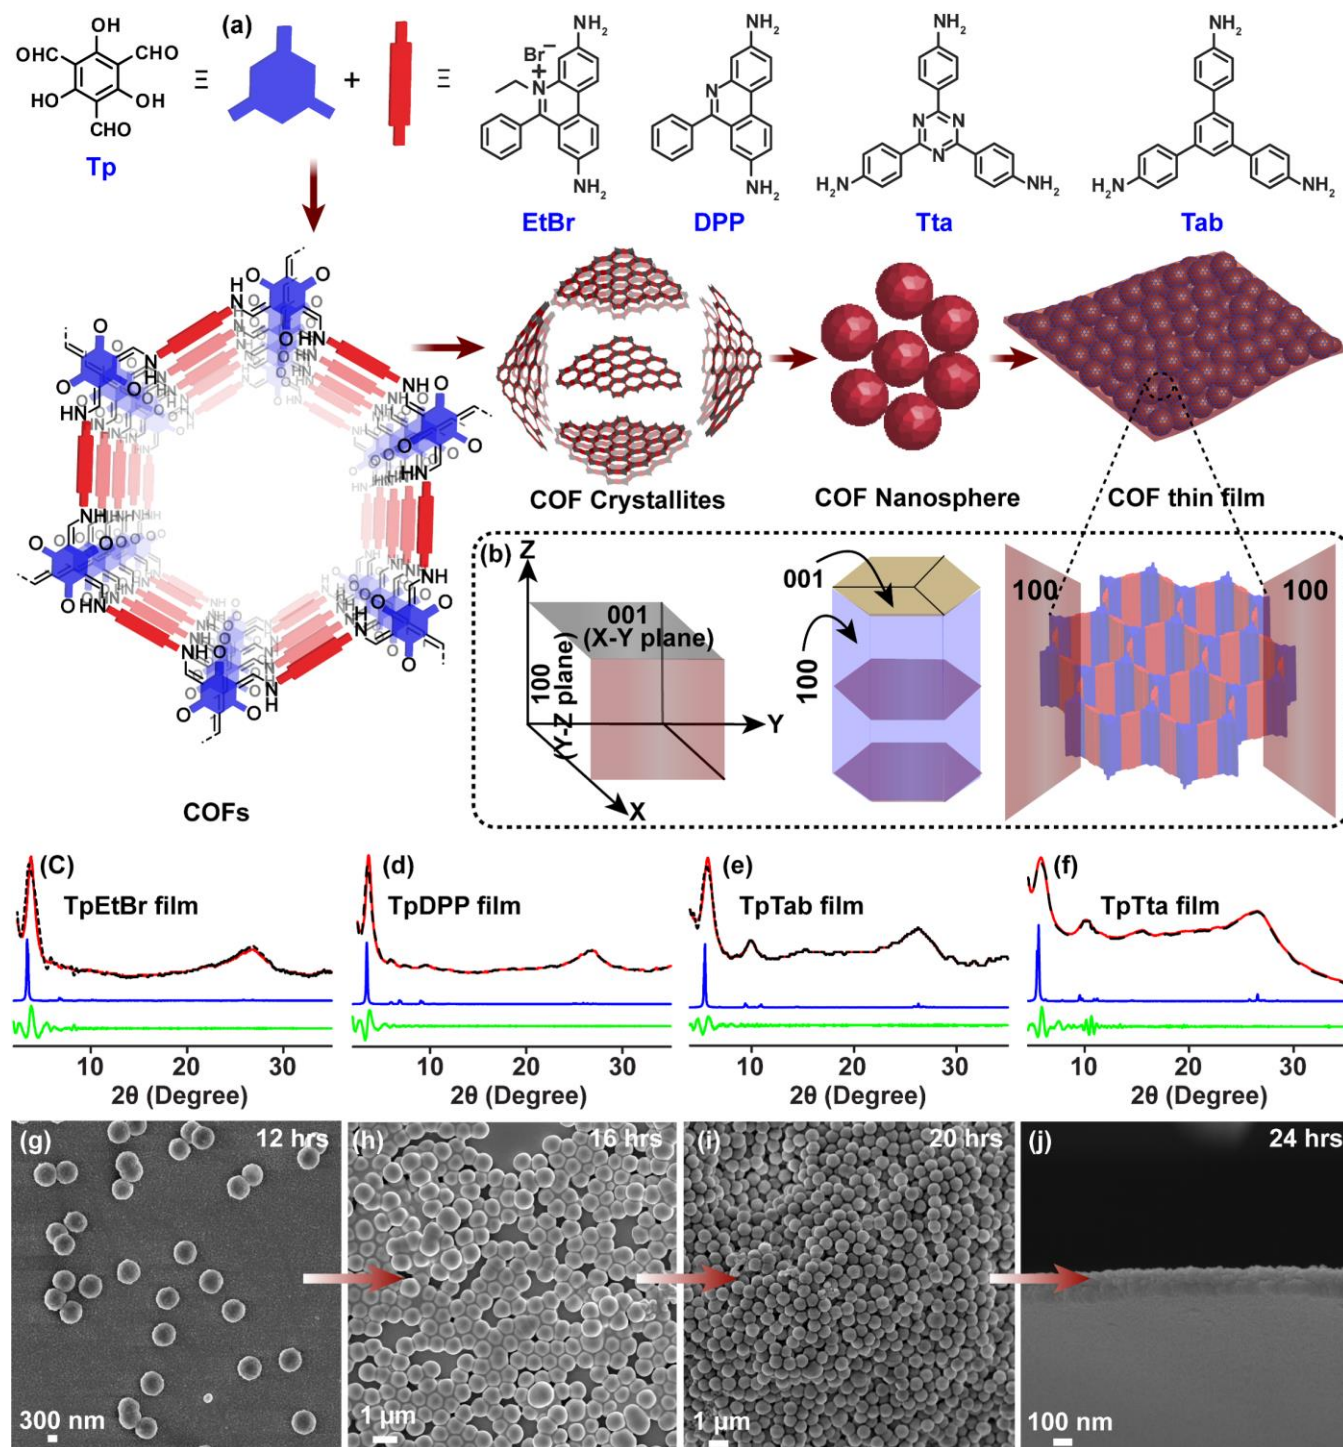 (a)
OH
CHO
CHO
HO
OH
CHO
Tp
Ξ
+
Ξ
NH2
Br−
N
+
NH2
EtBr
NH2
N
NH2
DPP
NH2
N
N
N
H2N
NH2
Tta
NH2
H2N
NH2
Tab
COFs
COF Crystallites
COF Nanosphere
COF thin film
(b)
Z
001
(X-Y plane)
100
(Y-Z plane)
Y
X
001
100
100
100
(C)
TpEtBr film
(d)
TpDPP film
(e)
TpTab film
(f)
TpTta film
10 20 30
2θ (Degree)
10 20 30
2θ (Degree)
10 20 30
2θ (Degree)
10 20 30
2θ (Degree)
(g)
12 hrs
300 nm
(h)
16 hrs
1 µm
(i)
20 hrs
1 µm
(j)
24 hrs
100 nm